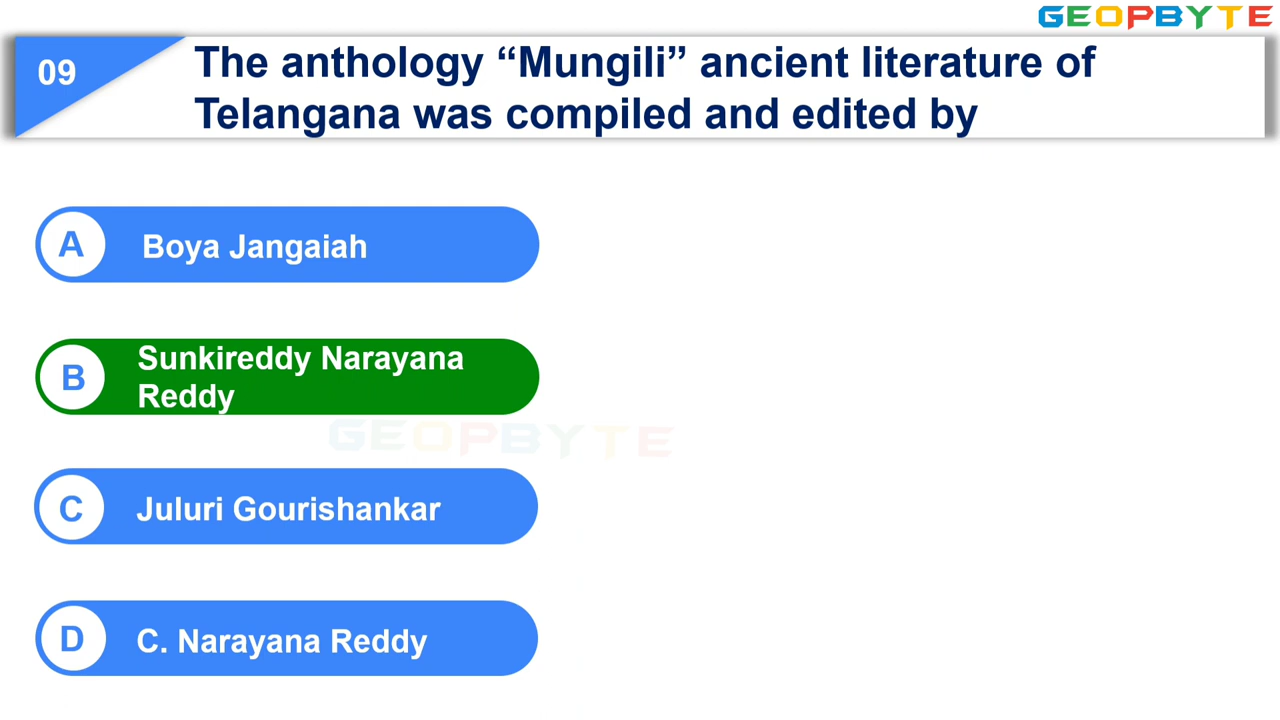 GEOPBYTE
09
The anthology “Mungili” ancient literature of
Telangana was compiled and edited by
A
Boya Jangaiah
B
Sunkireddy Narayana
Reddy
GEOPBYTE
C
Juluri Gourishankar
D
C. Narayana Reddy